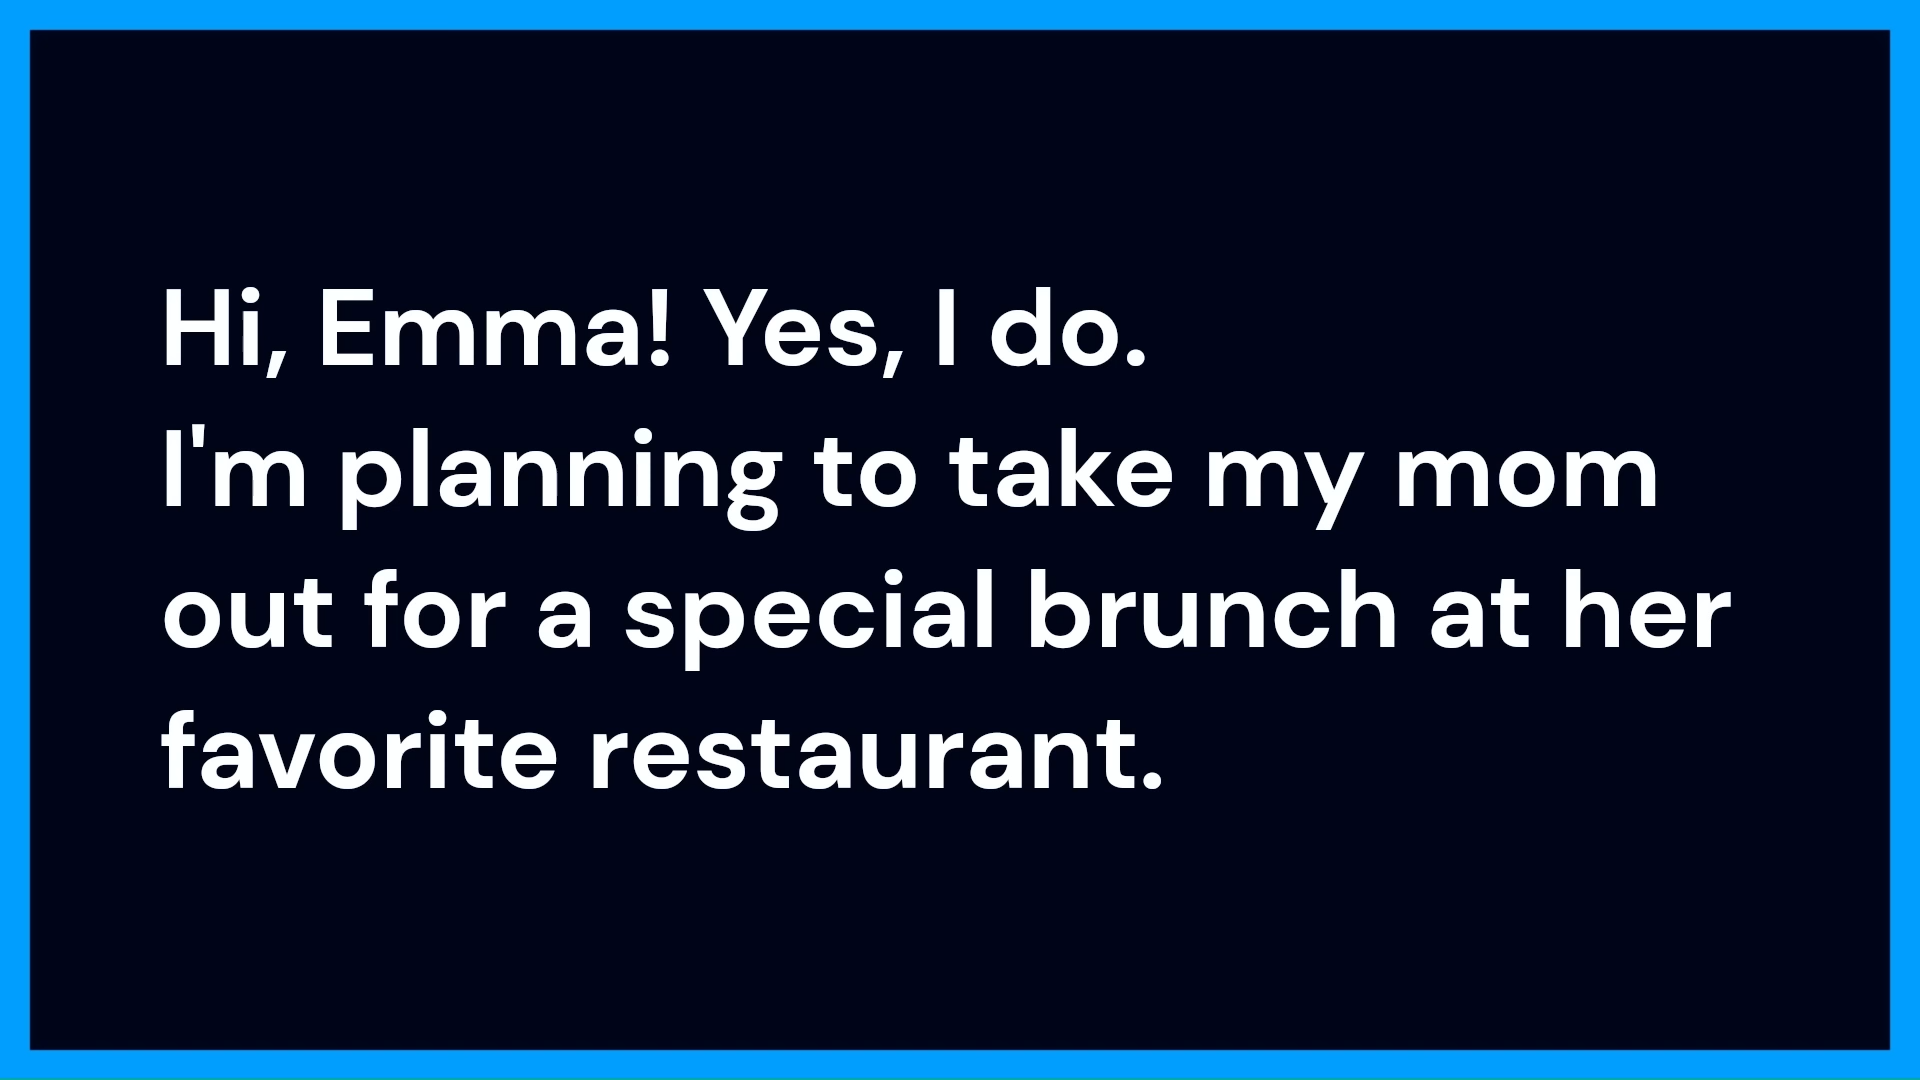 Hi, Emma! Yes, I do.
I'm planning to take my mom
out for a special brunch at her
favorite restaurant.